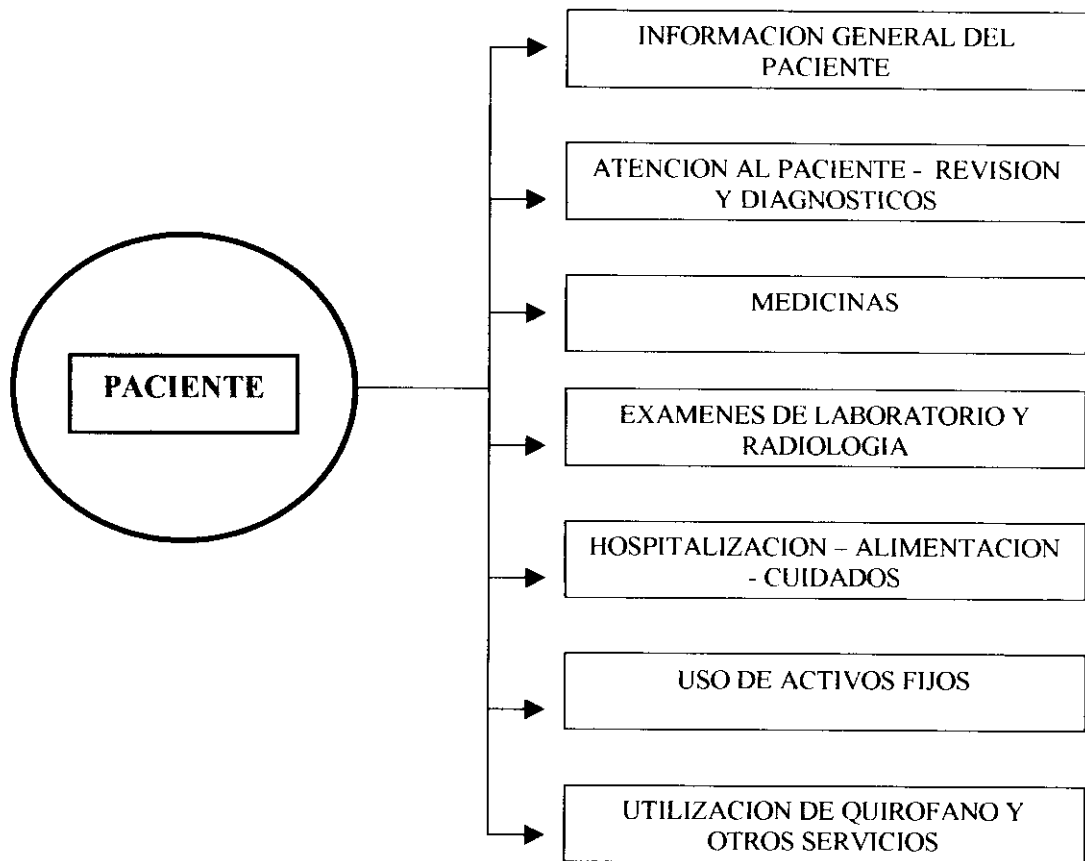 INFORMACION GENERAL DEL
PACIENTE
ATENCION AL PACIENTE - REVISION
Y DIAGNOSTICOS
MEDICINAS
PACIENTE
EXAMENES DE LABORATORIO Y
RADIOLOGIA
HOSPITALIZACION – ALIMENTACION
- CUIDADOS
USO DE ACTIVOS FIJOS
UTILIZACION DE QUIROFANO Y
OTROS SERVICIOS